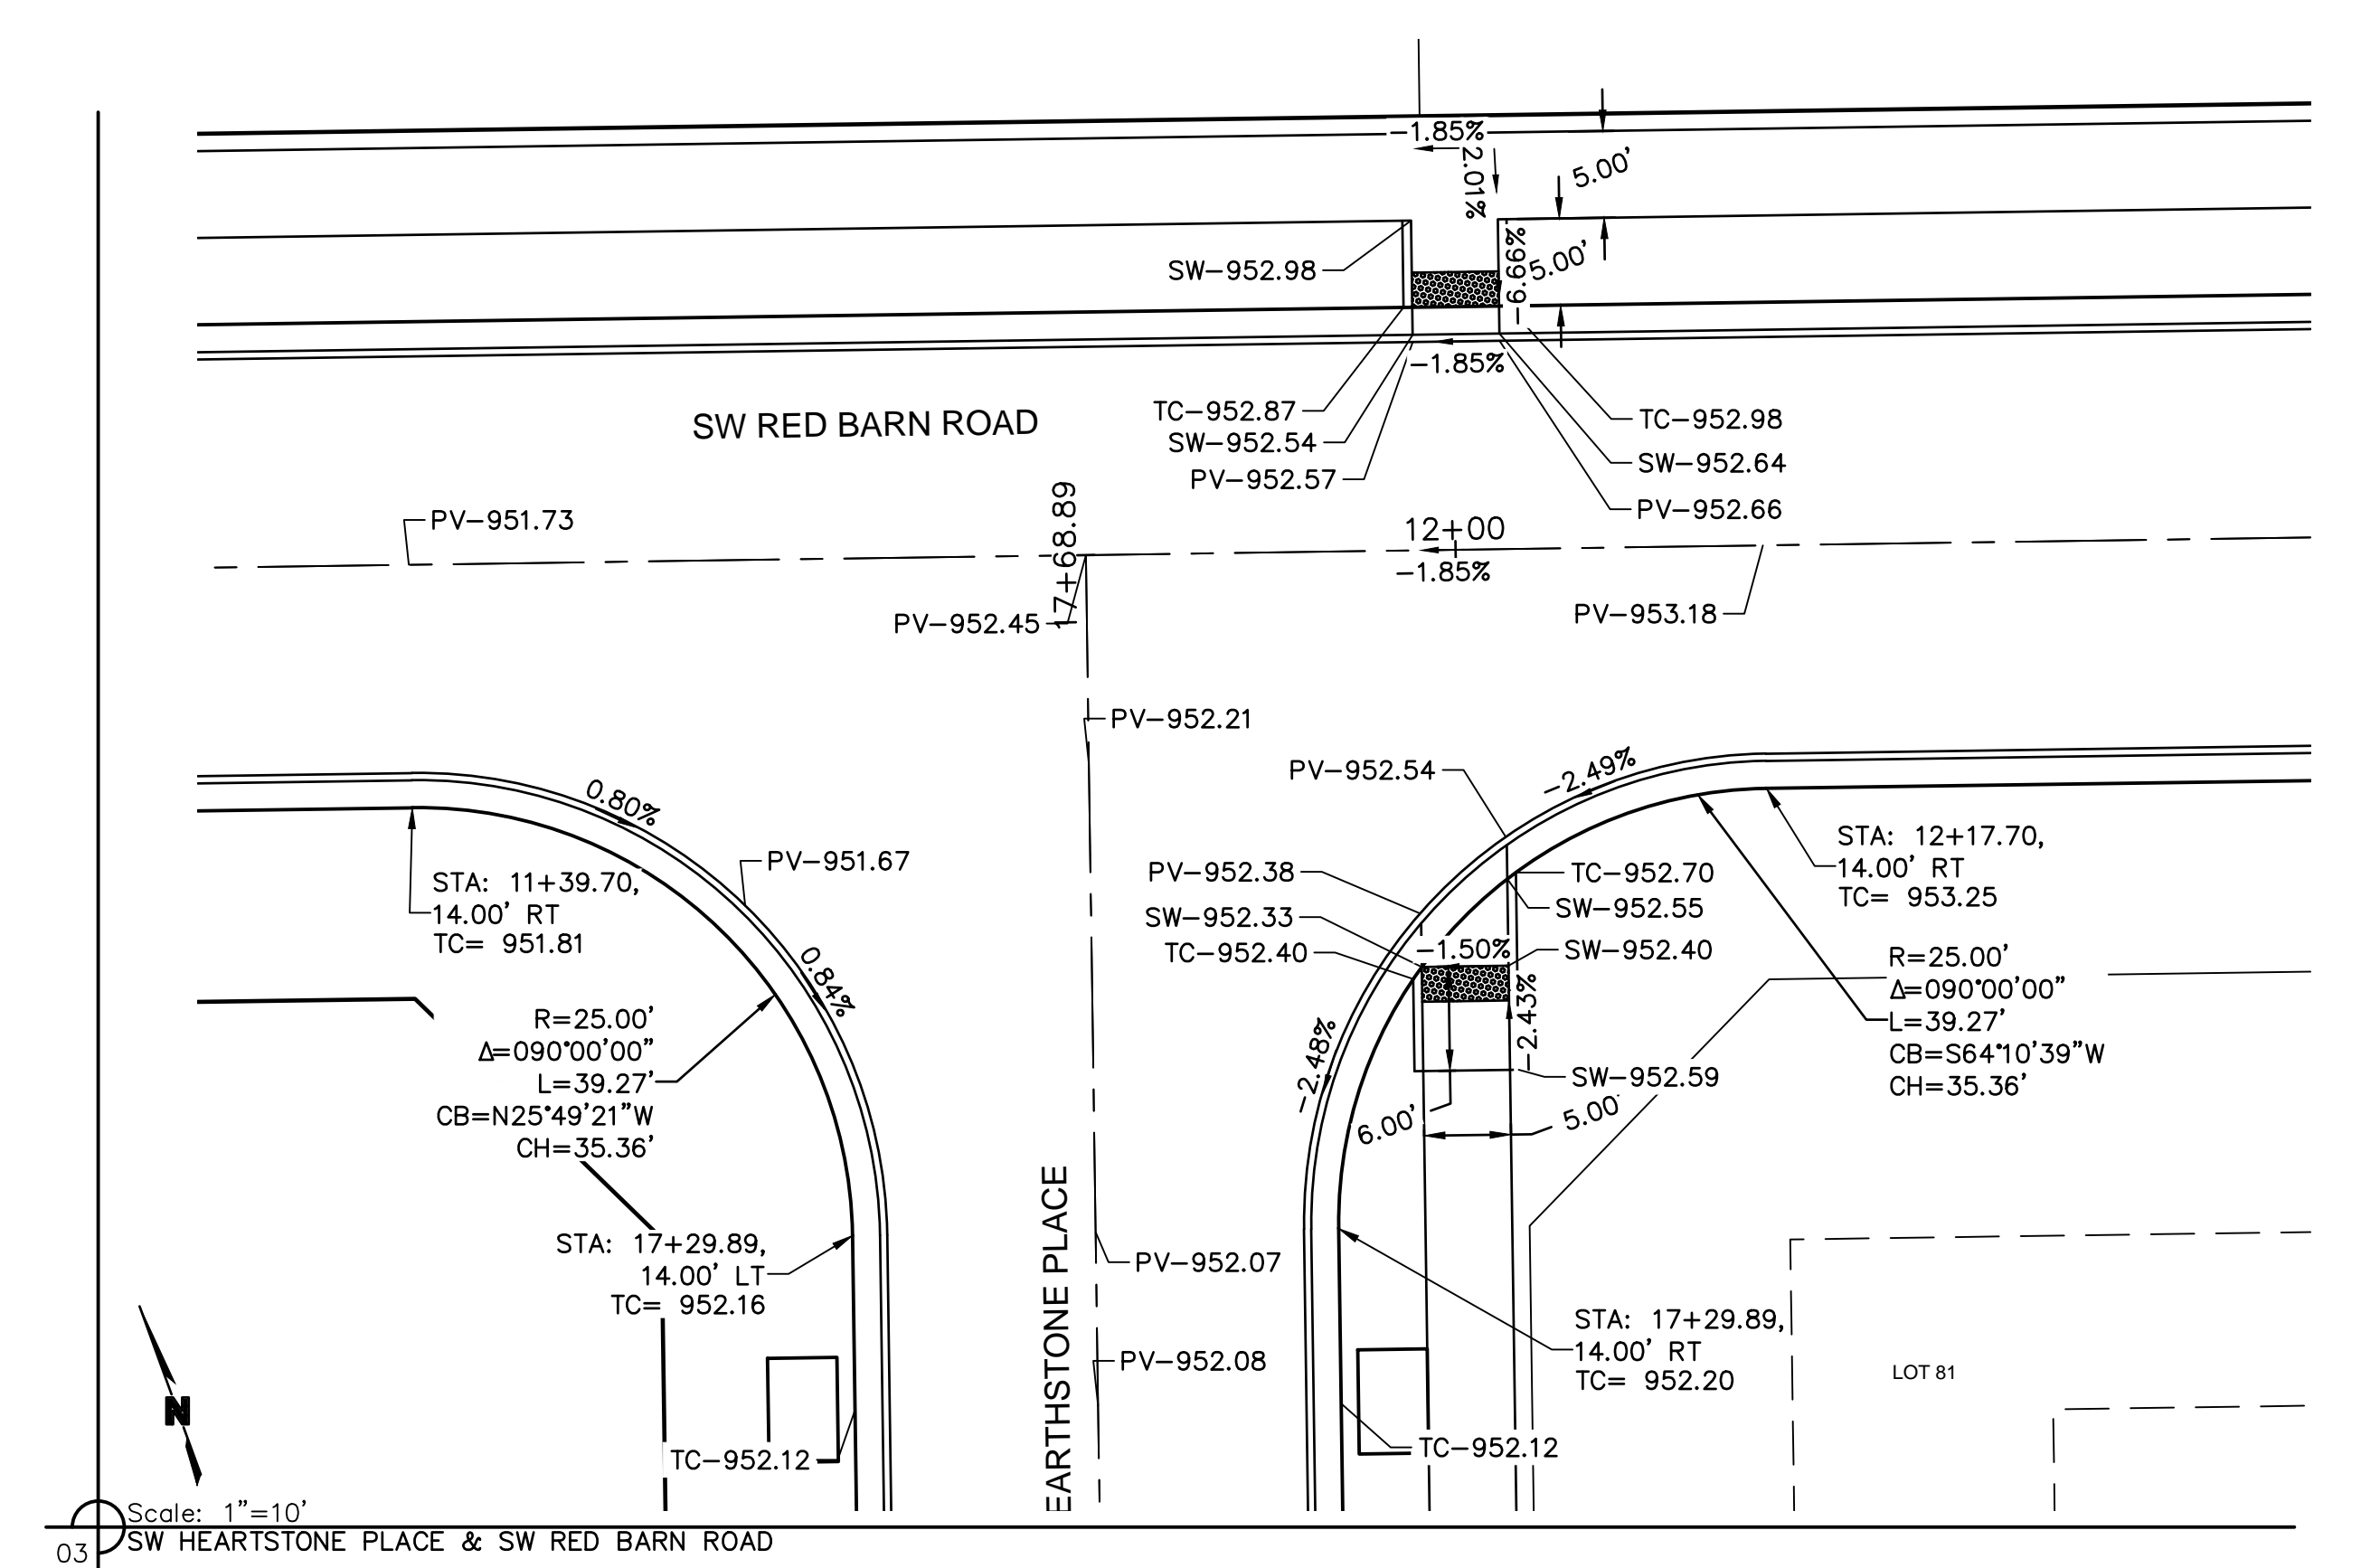 -1.85%
2.01%
5.00'
SW-952.98
-6.66%
5.00'
-1.85%
TC-952.87
SW-952.54
PV-952.57
TC-952.98
SW-952.64
PV-952.66
SW RED BARN ROAD
PV-951.73
17+68.89
12+00
-1.85%
PV-952.45
PV-953.18
PV-952.21
PV-952.54
-2.49%
0.80%
PV-951.67
PV-952.38
SW-952.33
TC-952.40
TC-952.70
SW-952.55
-1.50%
SW-952.40
STA: 12+17.70,
14.00' RT
TC= 953.25
STA: 11+39.70,
14.00' RT
TC= 951.81
0.84%
R=25.00'
Δ=090°00'00"
L=39.27'
CB=N25°49'21"W
CH=35.36'
-2.48%
-2.43%
SW-952.59
6.00'
5.00'
R=25.00'
Δ=090°00'00"
L=39.27'
CB=S64°10'39"W
CH=35.36'
STA: 17+29.89,
14.00' LT
TC= 952.16
PV-952.07
PV-952.08
EARTHSTONE PLACE
STA: 17+29.89,
14.00' RT
TC= 952.20
LOT 81
TC-952.12
TC-952.12
N
Scale: 1"=10'
03
SW HEARTSTONE PLACE & SW RED BARN ROAD